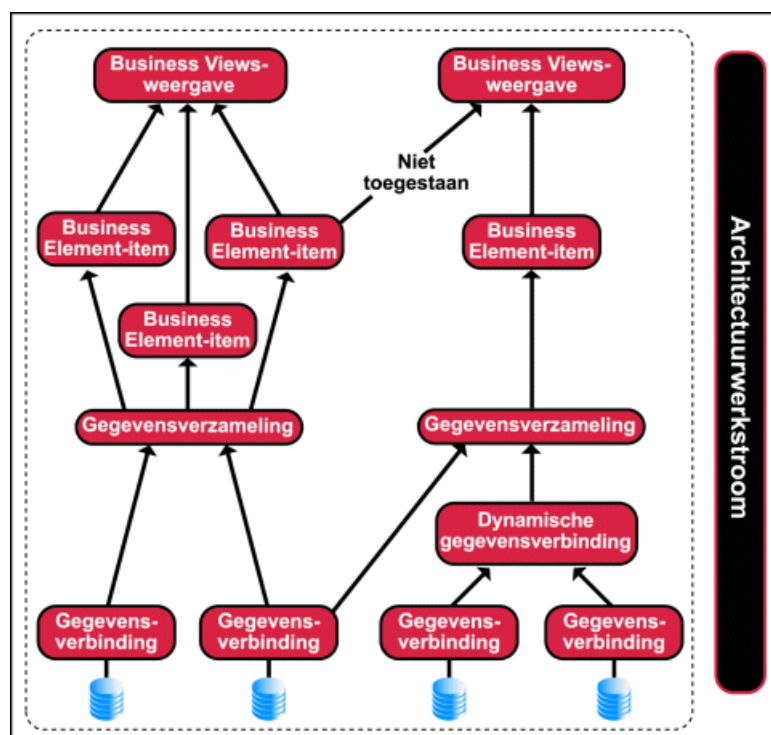 Business Views-
weergave
Business Views-
weergave
Niet
toegestaan
Business
Element-item
Business
Element-item
Business
Element-item
Business
Element-item
Gegevensverzameling
Gegevensverzameling
Dynamische
gegevensverbinding
Gegevens-
verbinding
Gegevens-
verbinding
Gegevens-
verbinding
Gegevens-
verbinding
Architectuurwerkstroom